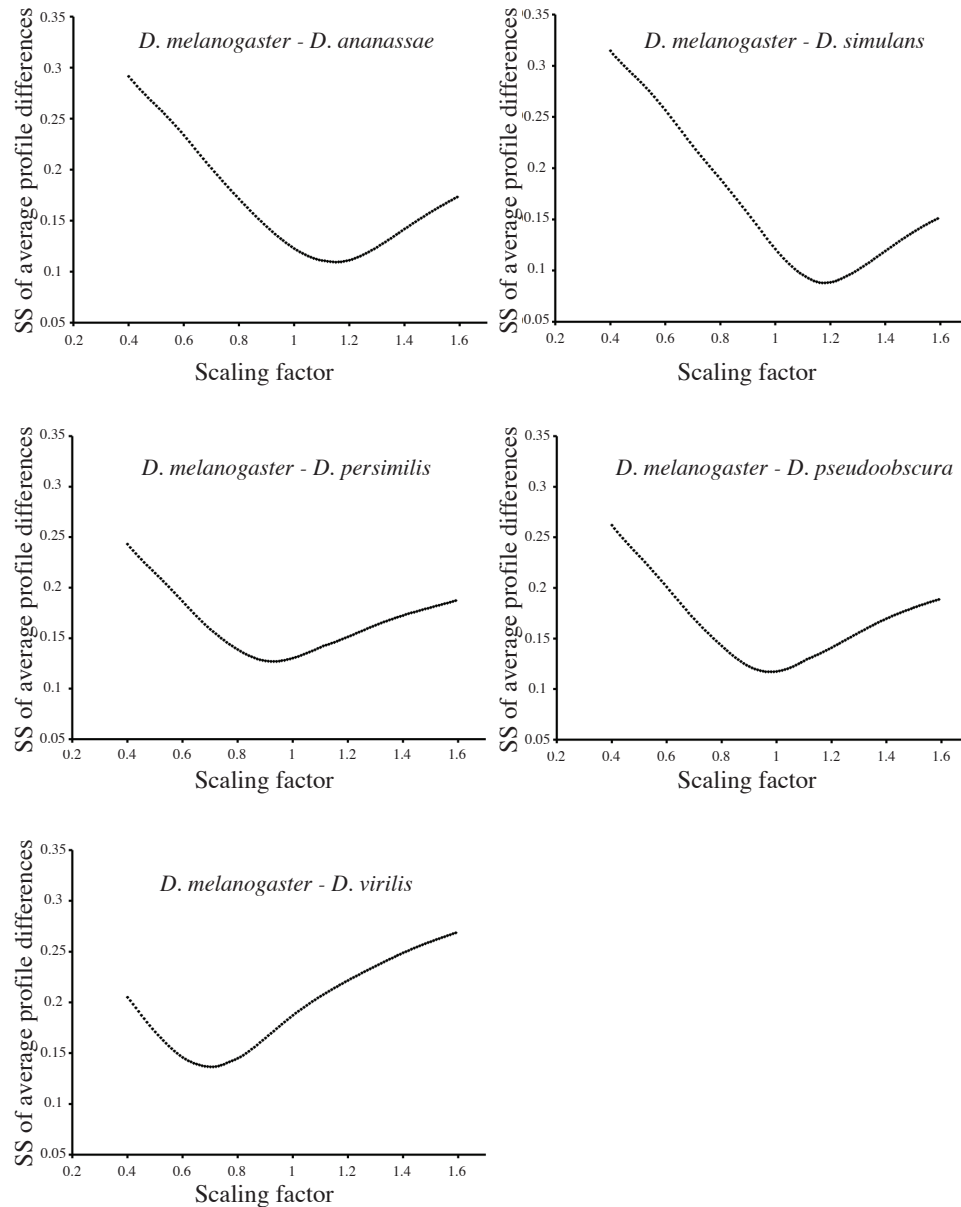 D. melanogaster - D. ananassae
SS of average profile differences
0.35
0.3
0.25
0.2
0.15
0.1
0.05
0.2 0.4 0.6 0.8 1 1.2 1.4 1.6
Scaling factor
D. melanogaster - D. simulans
SS of average profile differences
0.35
0.3
0.25
0.2
0.15
0.1
0.05
0.2 0.4 0.6 0.8 1 1.2 1.4 1.6
Scaling factor
D. melanogaster - D. persimilis
SS of average profile differences
0.35
0.3
0.25
0.2
0.15
0.1
0.05
0.2 0.4 0.6 0.8 1 1.2 1.4 1.6
Scaling factor
D. melanogaster - D. pseudoobscura
SS of average profile differences
0.35
0.3
0.25
0.2
0.15
0.1
0.05
0.2 0.4 0.6 0.8 1 1.2 1.4 1.6
Scaling factor
D. melanogaster - D. virilis
SS of average profile differences
0.35
0.3
0.25
0.2
0.15
0.1
0.05
0.2 0.4 0.6 0.8 1 1.2 1.4 1.6
Scaling factor